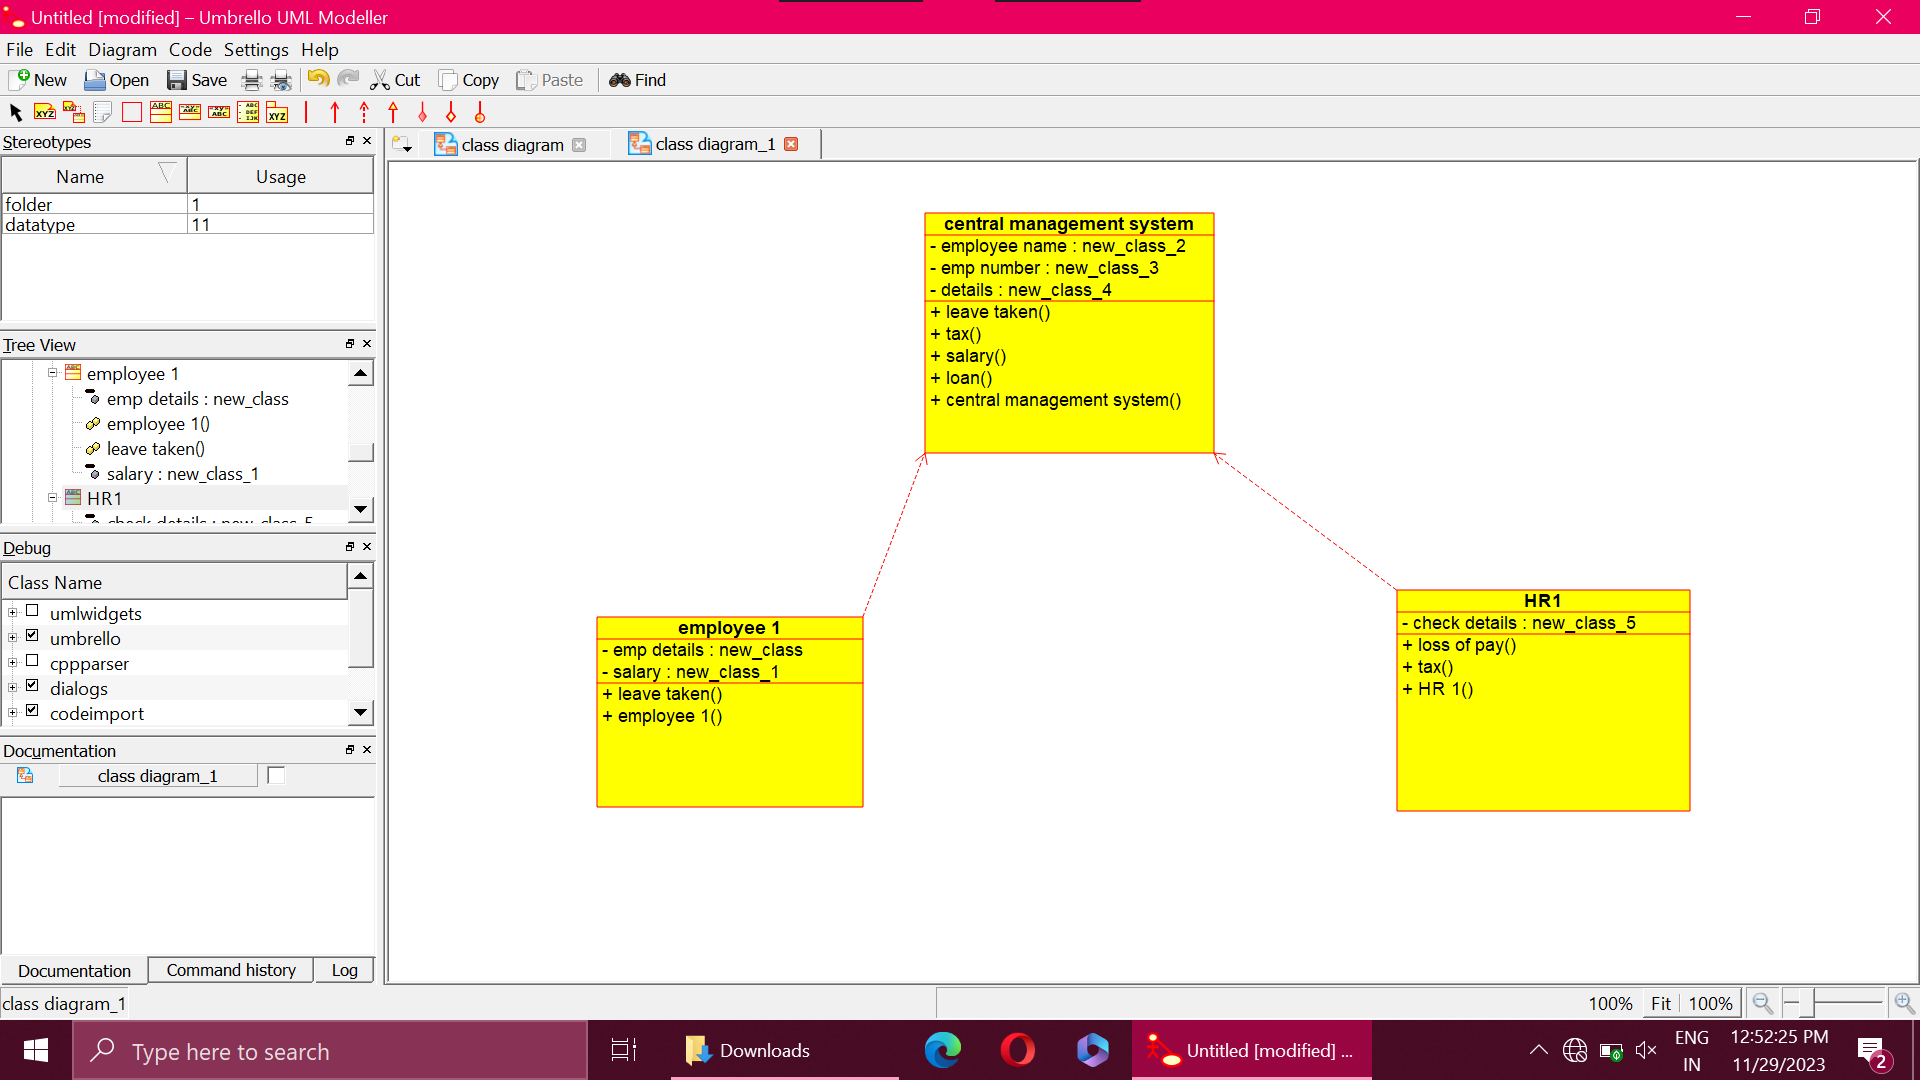 Untitled [modified] – Umbrello UML Modeller
File Edit Diagram Code Settings Help
New Open Save Cut Copy Paste Find
Stereotypes
Name Usage
folder 1
datatype 11
Tree View
employee 1
emp details : new_class
employee 1()
leave taken()
salary : new_class_1
HR1
check details : new_class_5
Debug
Class Name
umlwidgets
umbrello
cppparser
dialogs
codeimport
Documentation
class diagram_1
Documentation Command history Log
class diagram class diagram_1
central management system
- employee name : new_class_2
- emp number : new_class_3
- details : new_class_4
+ leave taken()
+ tax()
+ salary()
+ loan()
+ central management system()
employee 1
- emp details : new_class
- salary : new_class_1
+ leave taken()
+ employee 1()
HR1
- check details : new_class_5
+ loss of pay()
+ tax()
+ HR 1()
class diagram_1
100% Fit 100%
Type here to search
Downloads
Untitled [modified] ...
ENG
IN
12:52:25 PM
11/29/2023
2